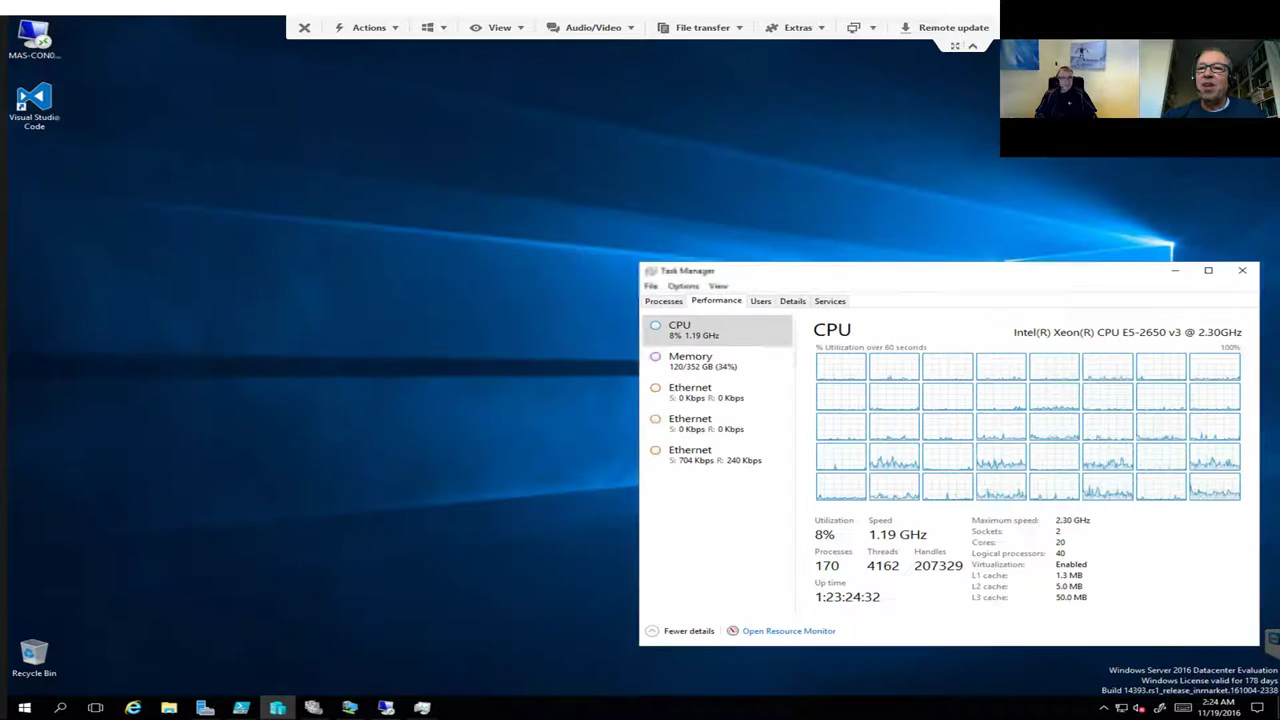 Actions
View
Audio/Video
File transfer
Extras
Remote update
MAS-CON0...
Visual Studio
Code
Task Manager
File Options View
Processes Performance Users Details Services
CPU
8% 1.19 GHz
Memory
120/352 GB (34%)
Ethernet
S: 0 Kbps R: 0 Kbps
Ethernet
S: 0 Kbps R: 0 Kbps
Ethernet
S: 704 Kbps R: 240 Kbps
CPU
Intel(R) Xeon(R) CPU E5-2650 v3 @ 2.30GHz
% Utilization over 60 seconds
100%
Utilization Speed
8% 1.19 GHz
Processes Threads Handles
170 4162 207329
Up time
1:23:24:32
Maximum speed: 2.30 GHz
Sockets: 2
Cores: 20
Logical processors: 40
Virtualization: Enabled
L1 cache: 1.3 MB
L2 cache: 5.0 MB
L3 cache: 50.0 MB
Fewer details
Open Resource Monitor
Recycle Bin
Windows Server 2016 Datacenter Evaluation
Windows License valid for 178 days
Build 14393.rs1_release_inmarket.161004-2338
2:24 AM
11/19/2016